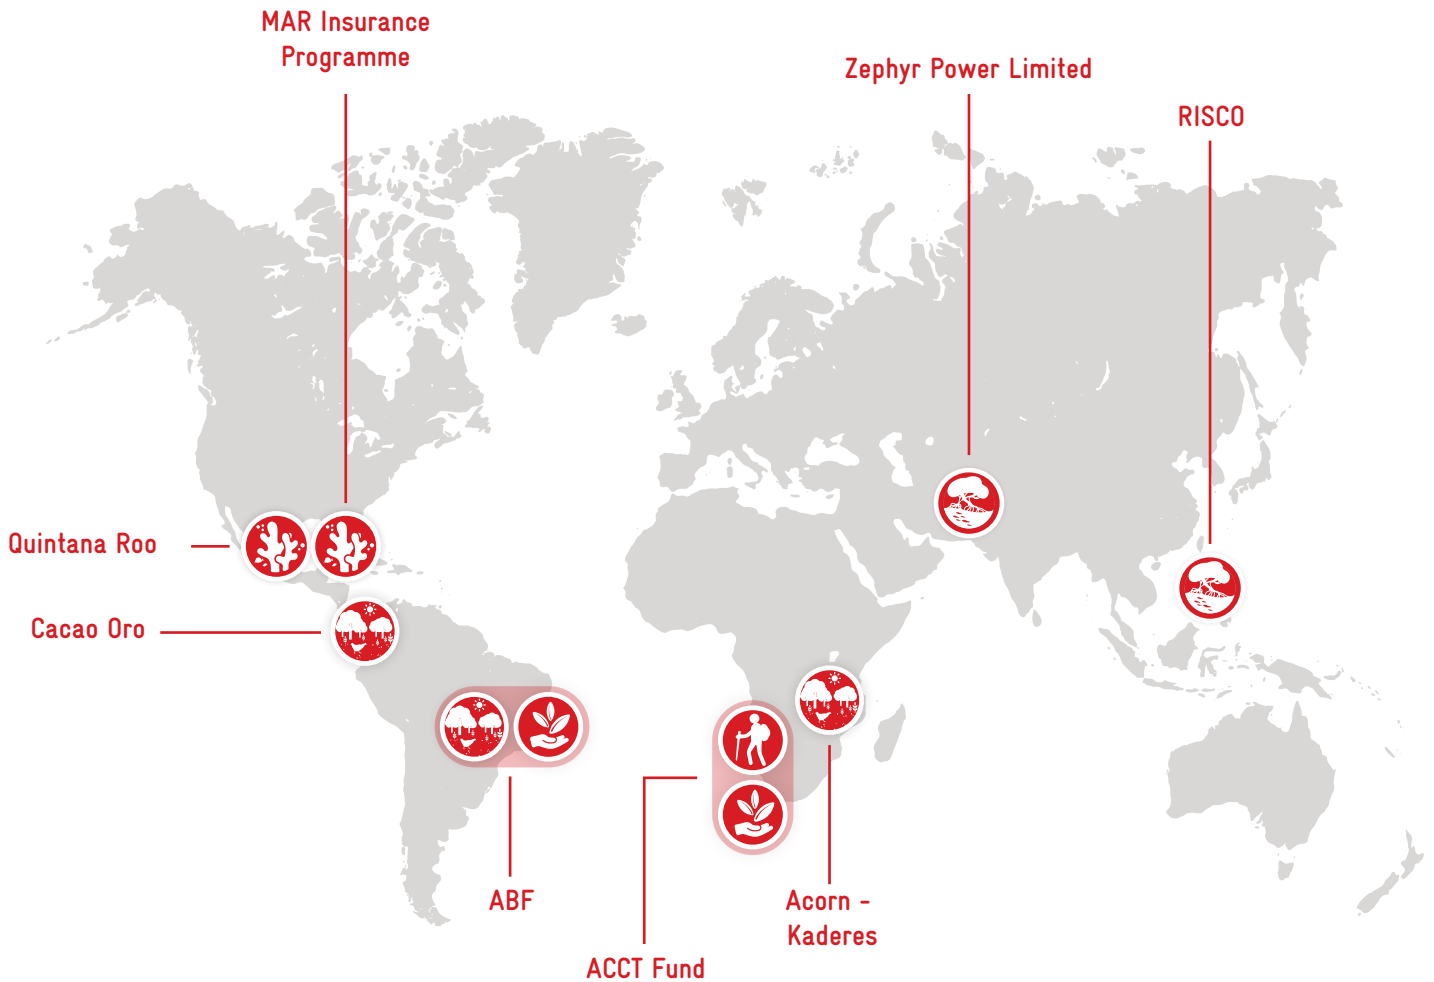 MAR Insurance
Programme
Zephyr Power Limited
RISCO
Quintana Roo
Cacao Oro
ABF
Acorn -
Kaderes
ACCT Fund